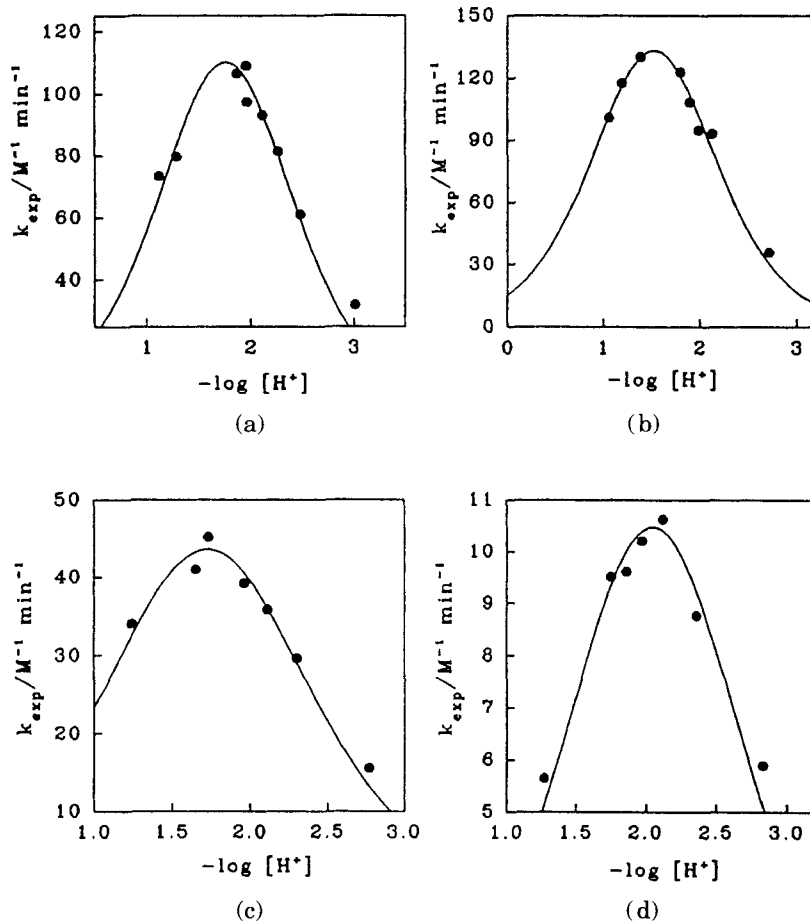 k_exp/M⁻¹ min⁻¹
120
100
80
60
40
1 2 3
-log [H⁺]
(a)
k_exp/M⁻¹ min⁻¹
150
120
90
60
30
0
0 1 2 3
-log [H⁺]
(b)
k_exp/M⁻¹ min⁻¹
50
40
30
20
10
1.0 1.5 2.0 2.5 3.0
-log [H⁺]
(c)
k_exp/M⁻¹ min⁻¹
11
10
9
8
7
6
5
1.0 1.5 2.0 2.5 3.0
-log [H⁺]
(d)